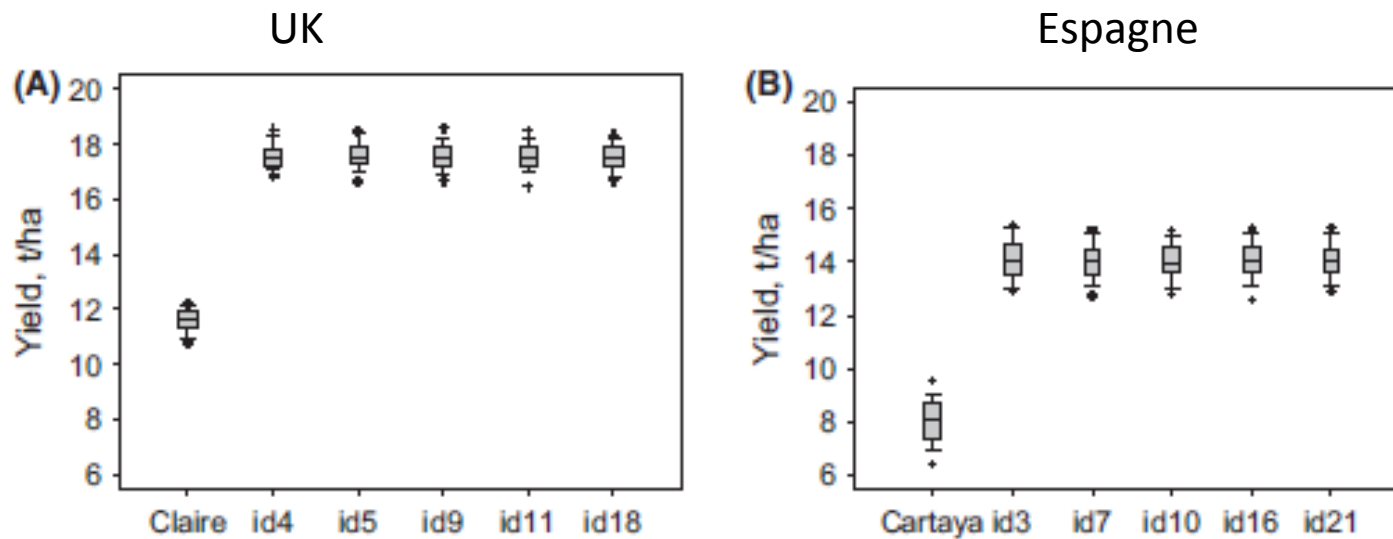 UK
Espagne
(A)
20
18
16
14
12
10
8
6
Yield, t/ha
Claire id4 id5 id9 id11 id18
(B)
20
18
16
14
12
10
8
6
Yield, t/ha
Cartaya id3 id7 id10 id16 id21